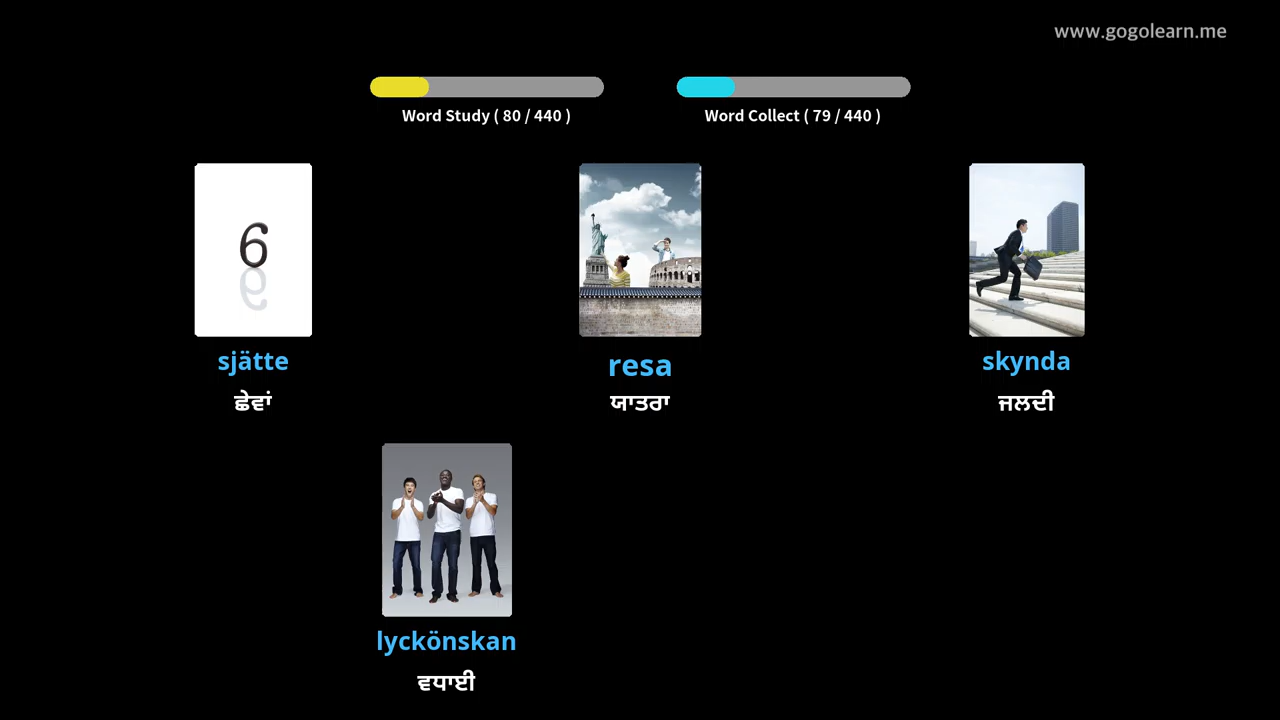 www.gogolearn.me
Word Study ( 80 / 440 )
Word Collect ( 79 / 440 )
6
sjätte
resa
skynda
ਛੇਵਾਂ
ਯਾਤਰਾ
ਜਲਦੀ
lyckönskan
ਵਧਾਈ